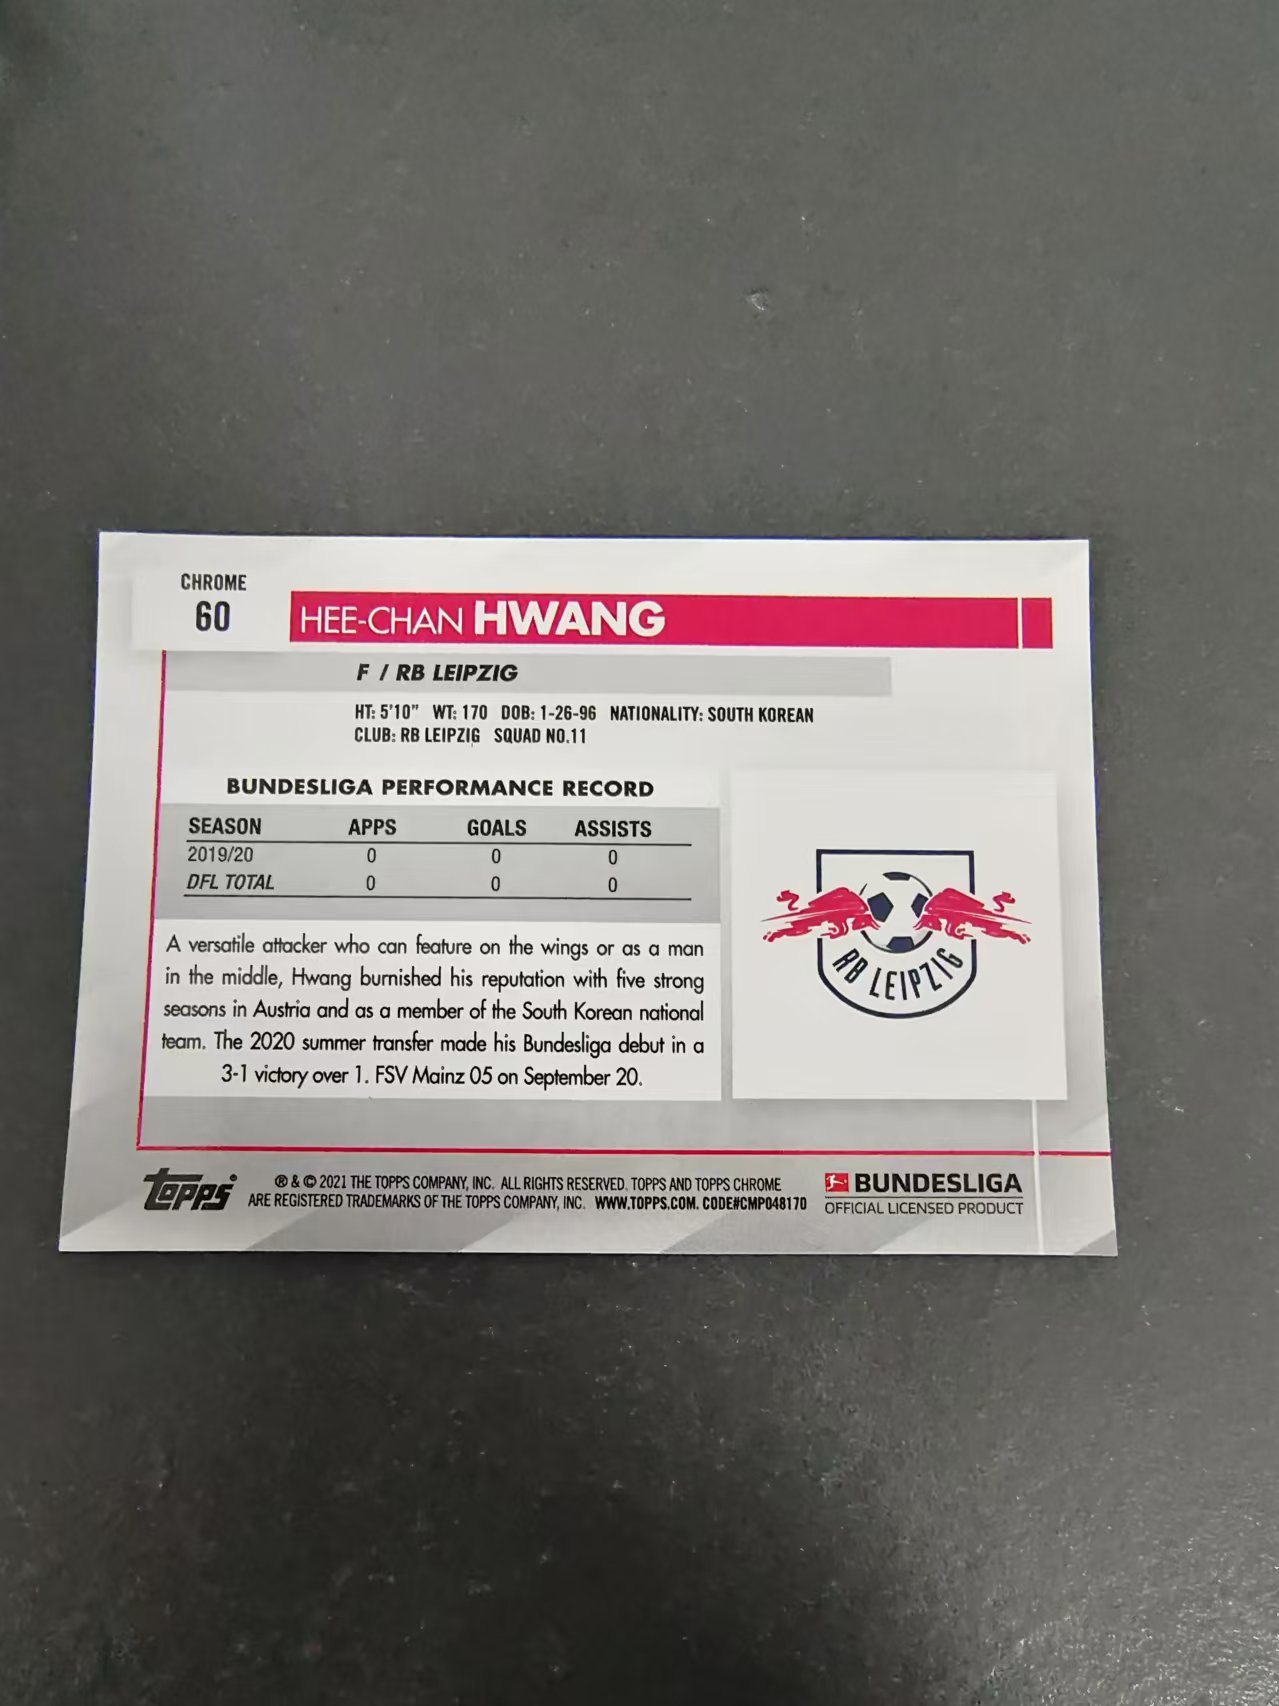 CHROME
60
HEE-CHAN HWANG
F / RB LEIPZIG
HT: 5'10" WT: 170 DOB: 1-26-96 NATIONALITY: SOUTH KOREAN
CLUB: RB LEIPZIG SQUAD NO.11
BUNDESLIGA PERFORMANCE RECORD
SEASON APPS GOALS ASSISTS
2019/20 0 0 0
DFL TOTAL 0 0 0
A versatile attacker who can feature on the wings or as a man
in the middle, Hwang burnished his reputation with five strong
seasons in Austria and as a member of the South Korean national
team. The 2020 summer transfer made his Bundesliga debut in a
3-1 victory over 1. FSV Mainz 05 on September 20.
RB LEIPZIG
Topps
® & © 2021 THE TOPPS COMPANY, INC. ALL RIGHTS RESERVED. TOPPS AND TOPPS CHROME
ARE REGISTERED TRADEMARKS OF THE TOPPS COMPANY, INC. WWW.TOPPS.COM. CODE#CMP048170
BUNDESLIGA
OFFICIAL LICENSED PRODUCT